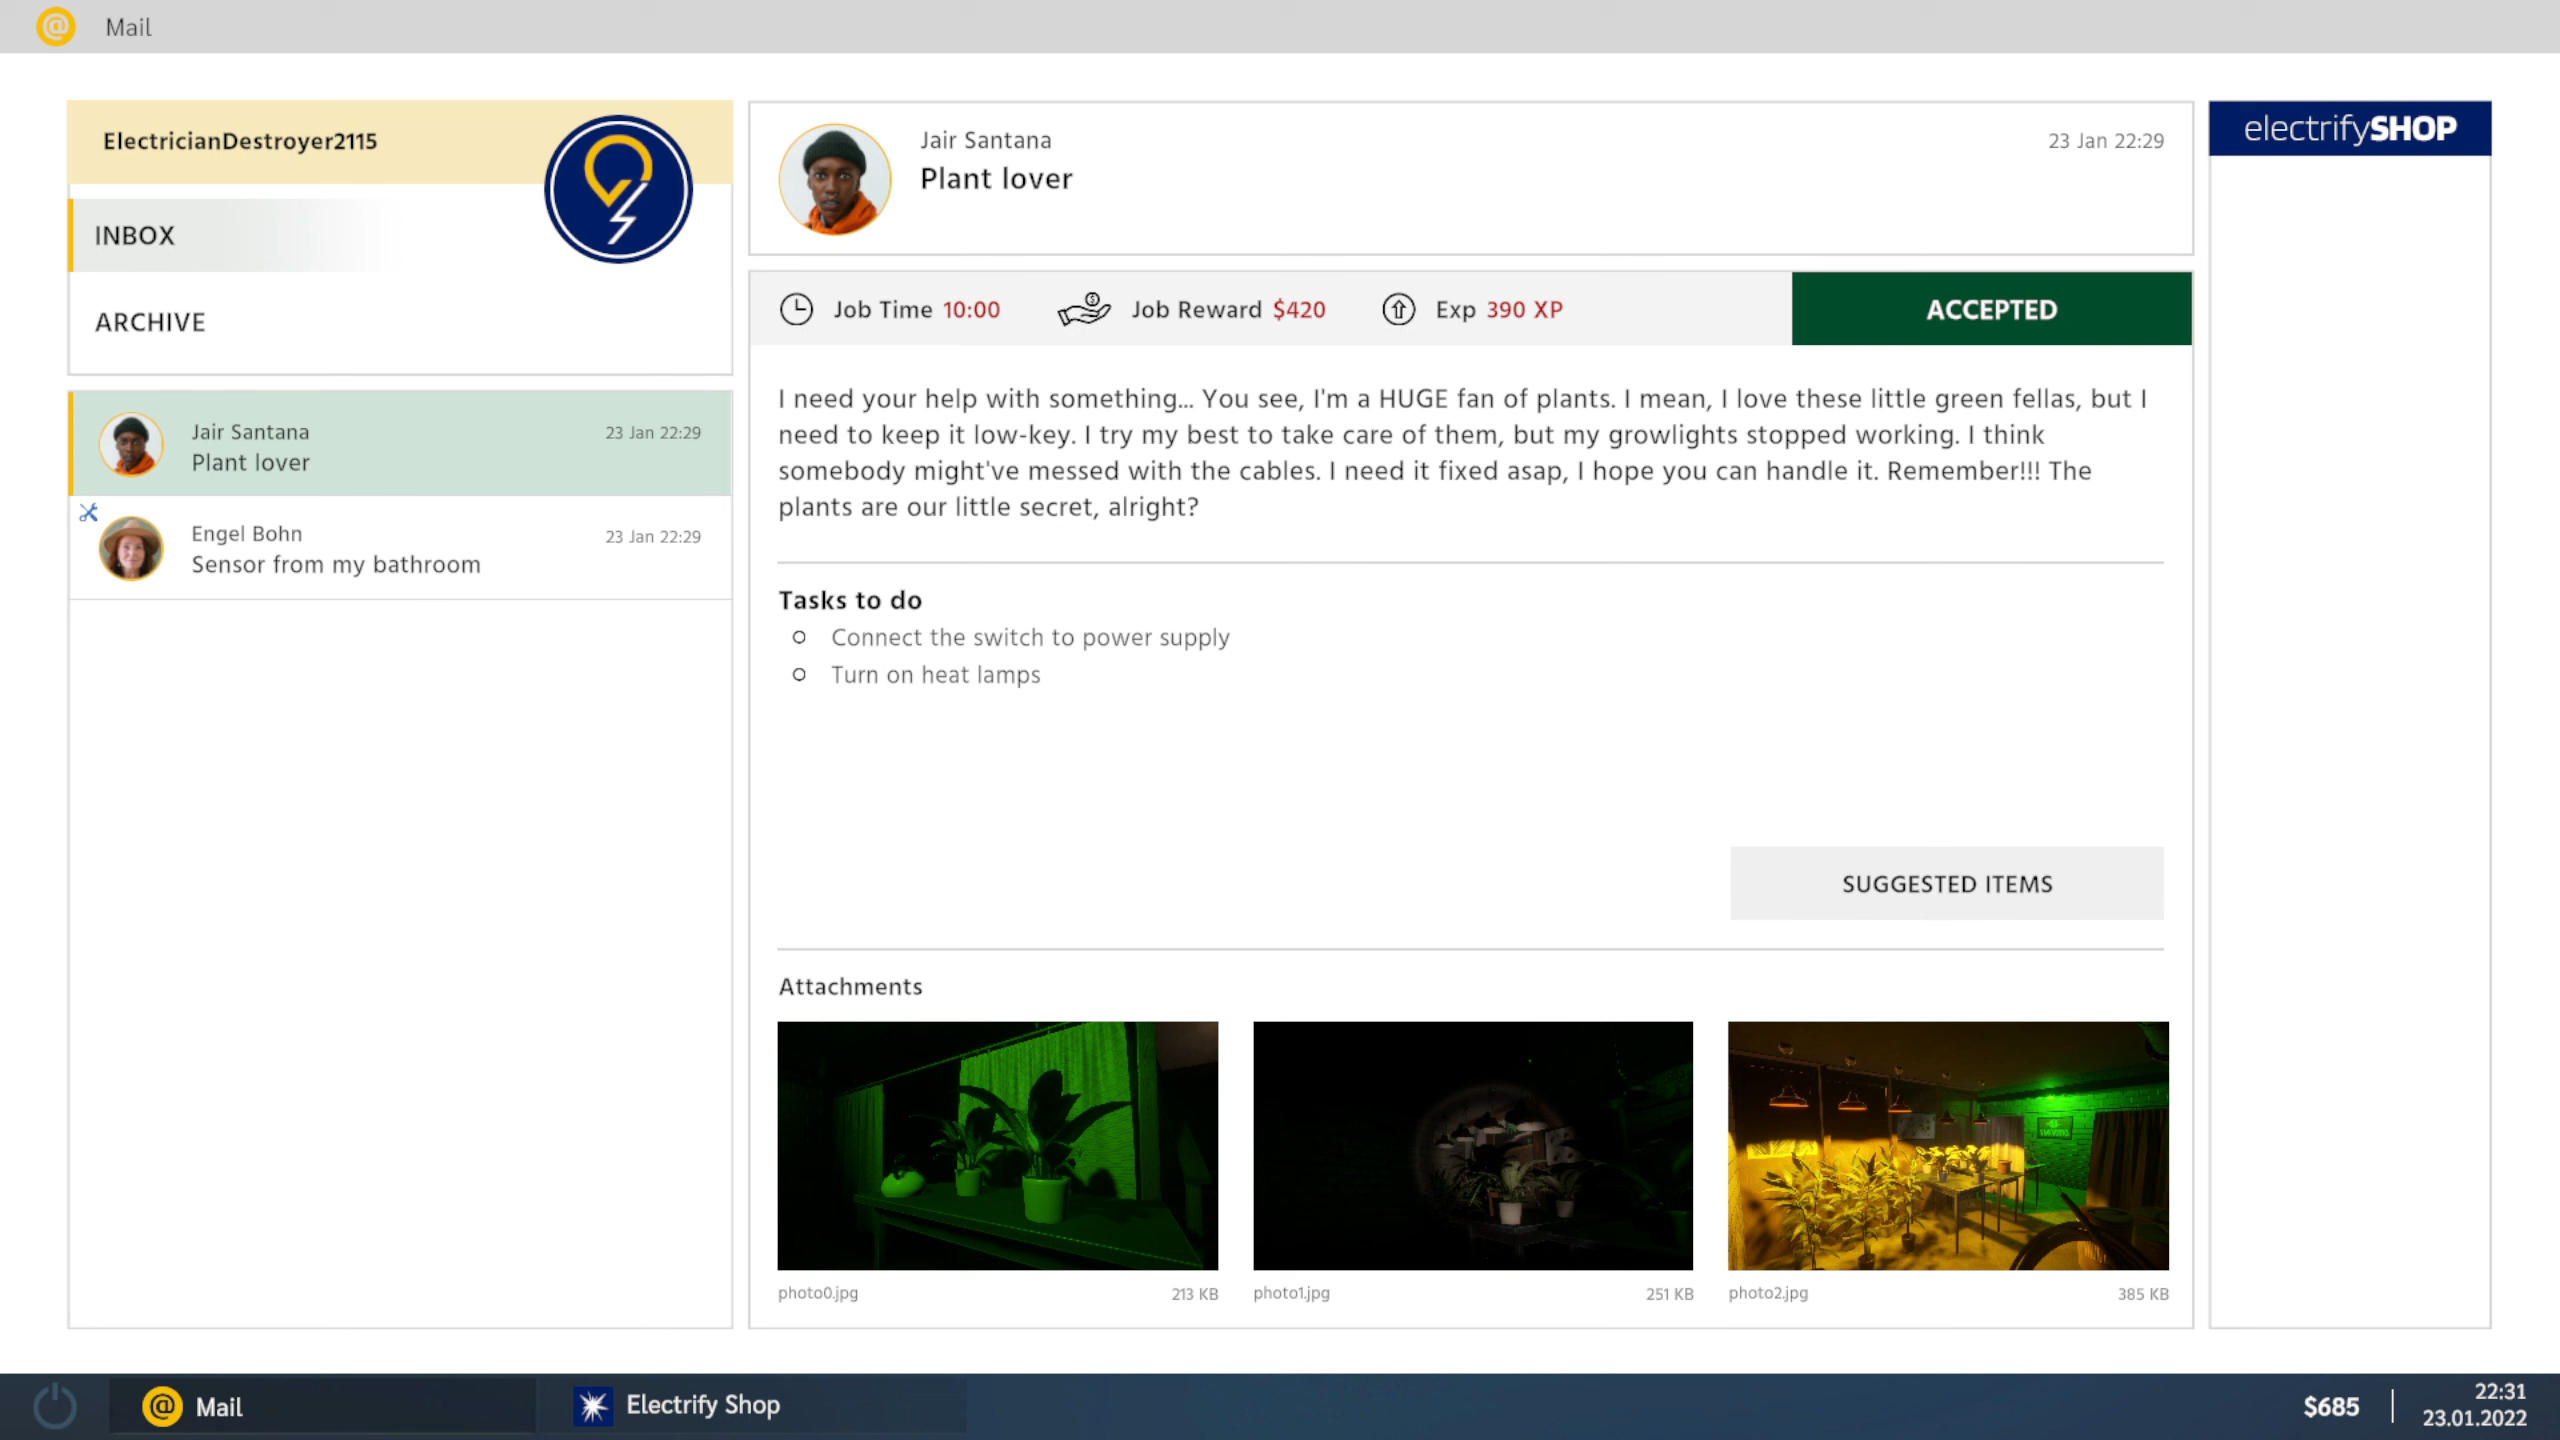 Mail
ElectricianDestroyer2115
INBOX
ARCHIVE
Jair Santana
23 Jan 22:29
Plant lover
Engel Bohn
23 Jan 22:29
Sensor from my bathroom
Jair Santana
23 Jan 22:29
Plant lover
Job Time 10:00
Job Reward $420
Exp 390 XP
ACCEPTED
I need your help with something... You see, I'm a HUGE fan of plants. I mean, I love these little green fellas, but I
need to keep it low-key. I try my best to take care of them, but my growlights stopped working. I think
somebody might've messed with the cables. I need it fixed asap, I hope you can handle it. Remember!!! The
plants are our little secret, alright?
Tasks to do
Connect the switch to power supply
Turn on heat lamps
SUGGESTED ITEMS
Attachments
photo0.jpg
213 KB
photo1.jpg
251 KB
photo2.jpg
385 KB
electrifySHOP
Mail
Electrify Shop
$685
22:31
23.01.2022